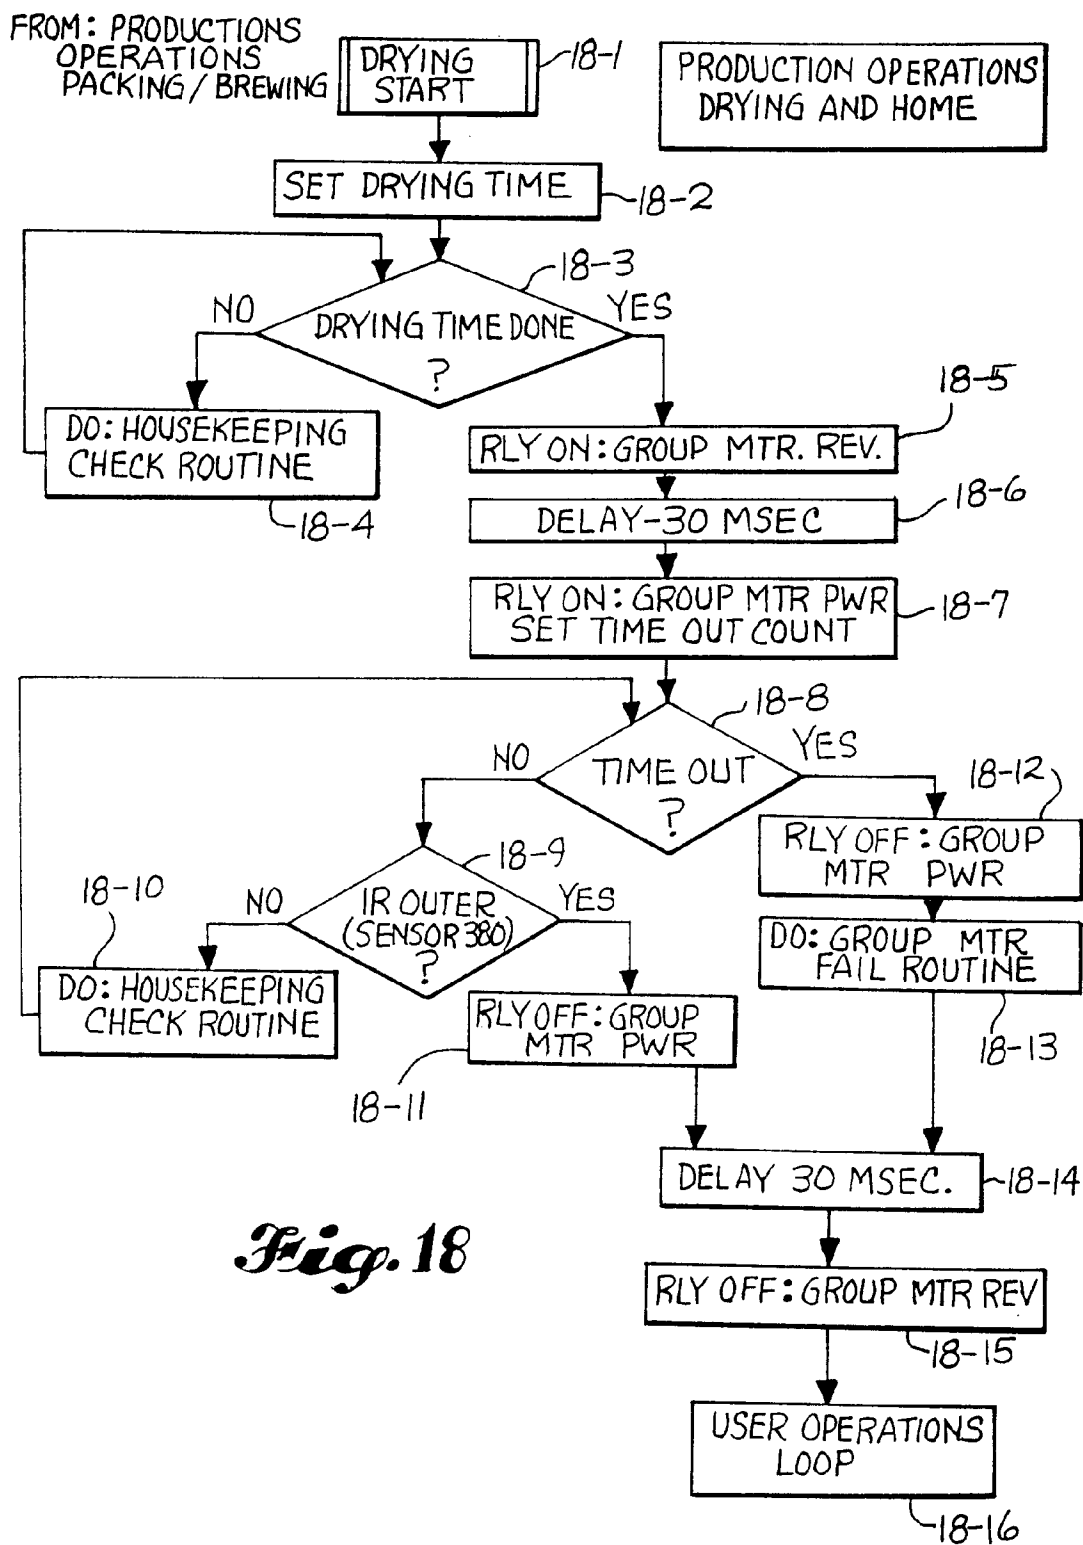 FROM: PRODUCTIONS
OPERATIONS
PACKING/BREWING
DRYING
START
18-1
PRODUCTION OPERATIONS
DRYING AND HOME
SET DRYING TIME
18-2
18-3
NO
YES
DRYING TIME DONE
?
18-5
DO: HOUSEKEEPING
CHECK ROUTINE
18-4
RLY ON: GROUP MTR. REV.
18-6
DELAY-30 MSEC
RLY ON: GROUP MTR PWR
SET TIME OUT COUNT
18-7
18-8
NO
YES
TIME OUT
?
18-12
RLY OFF: GROUP
MTR PWR
18-9
18-10
NO
YES
IR OUTER
(SENSOR 380)
?
DO: GROUP MTR
FAIL ROUTINE
DO: HOUSEKEEPING
CHECK ROUTINE
RLY OFF: GROUP
MTR PWR
18-13
18-11
DELAY 30 MSEC.
18-14
Fig. 18
RLY OFF: GROUP MTR REV
18-15
USER OPERATIONS
LOOP
18-16